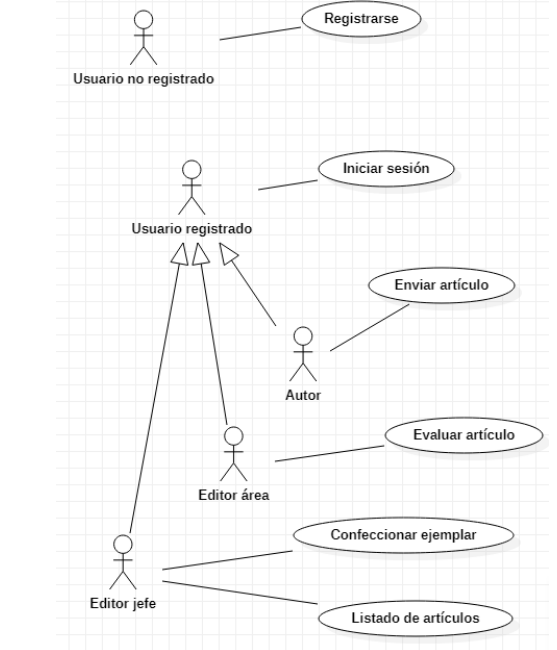 Registrarse
Usuario no registrado
Iniciar sesión
Usuario registrado
Enviar artículo
Autor
Evaluar artículo
Editor área
Confeccionar ejemplar
Editor jefe
Listado de artículos